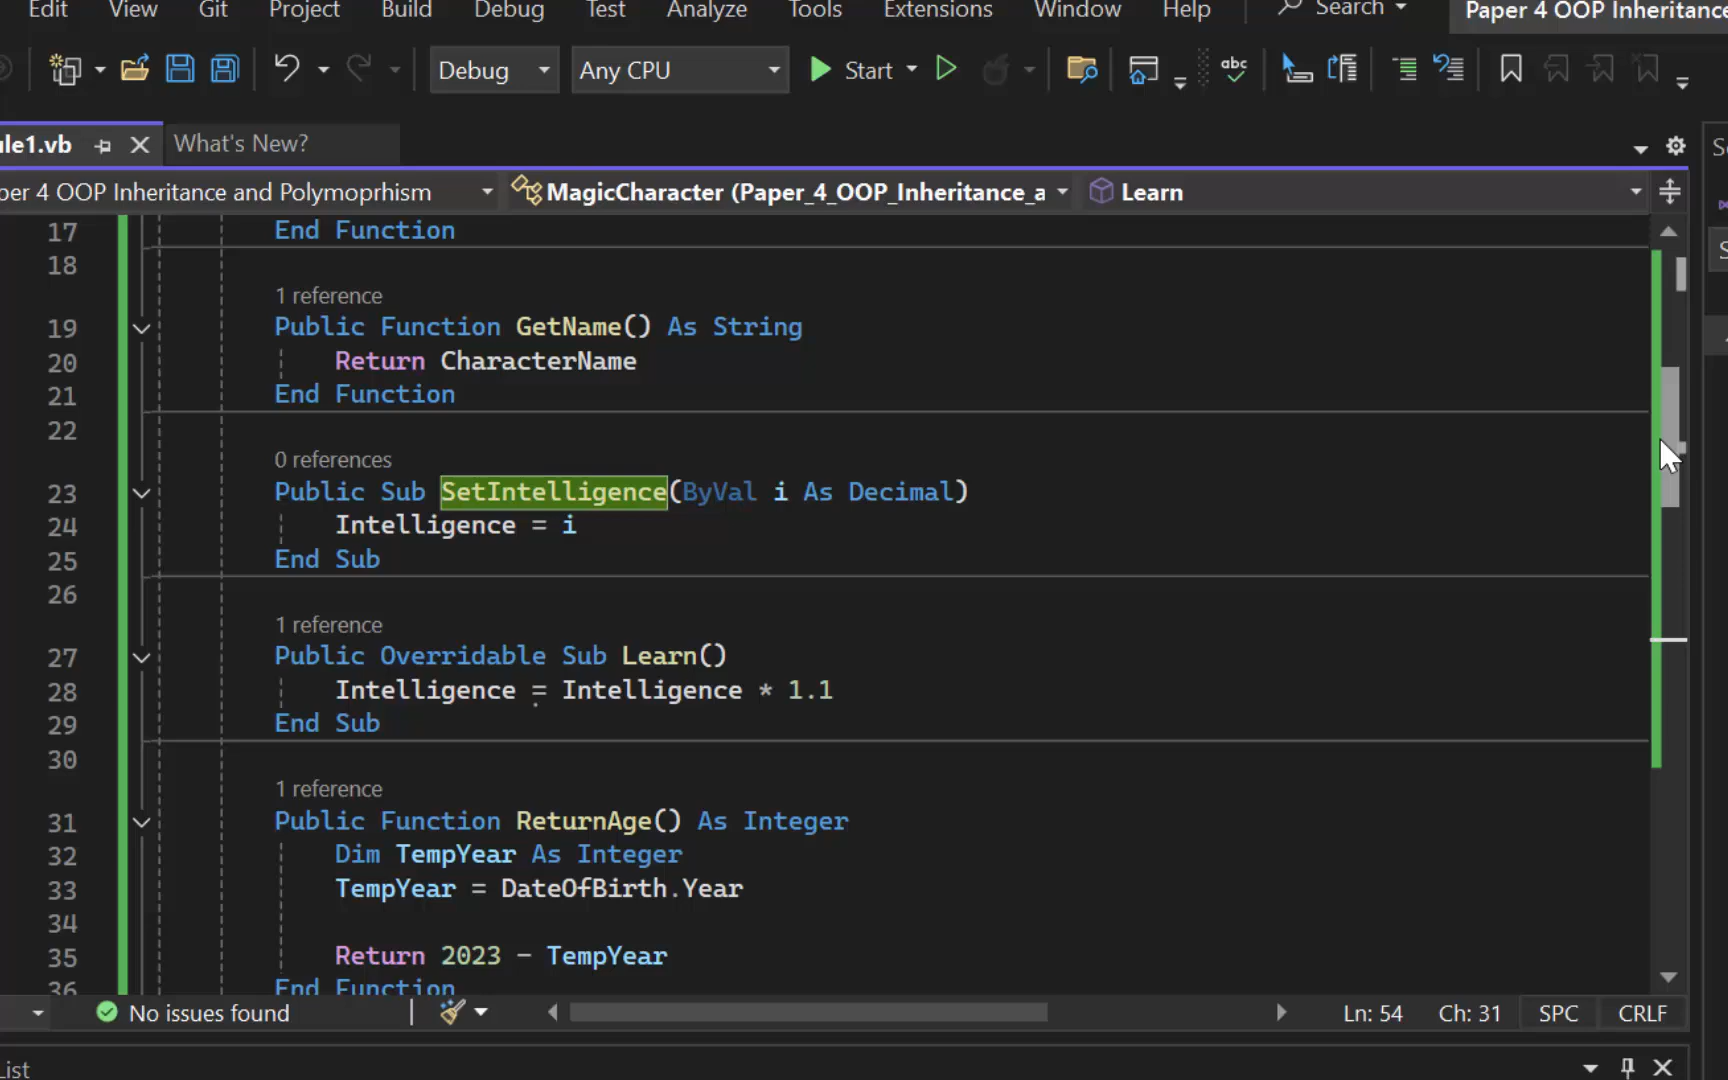 Edit View Git Project Build Debug Test Analyze Tools Extensions Window Help Search Paper 4 OOP Inheritance
Debug Any CPU Start abc
ule1.vb What's New?
per 4 OOP Inheritance and Polymoprhism MagicCharacter (Paper_4_OOP_Inheritance_a Learn
17 End Function
18
1 reference
19 Public Function GetName() As String
20 Return CharacterName
21 End Function
22
0 references
23 Public Sub SetIntelligence(ByVal i As Decimal)
24 Intelligence = i
25 End Sub
26
1 reference
27 Public Overridable Sub Learn()
28 Intelligence = Intelligence * 1.1
29 End Sub
30
1 reference
31 Public Function ReturnAge() As Integer
32 Dim TempYear As Integer
33 TempYear = DateOfBirth.Year
34
35 Return 2023 - TempYear
36 End Function
No issues found Ln: 54 Ch: 31 SPC CRLF
List